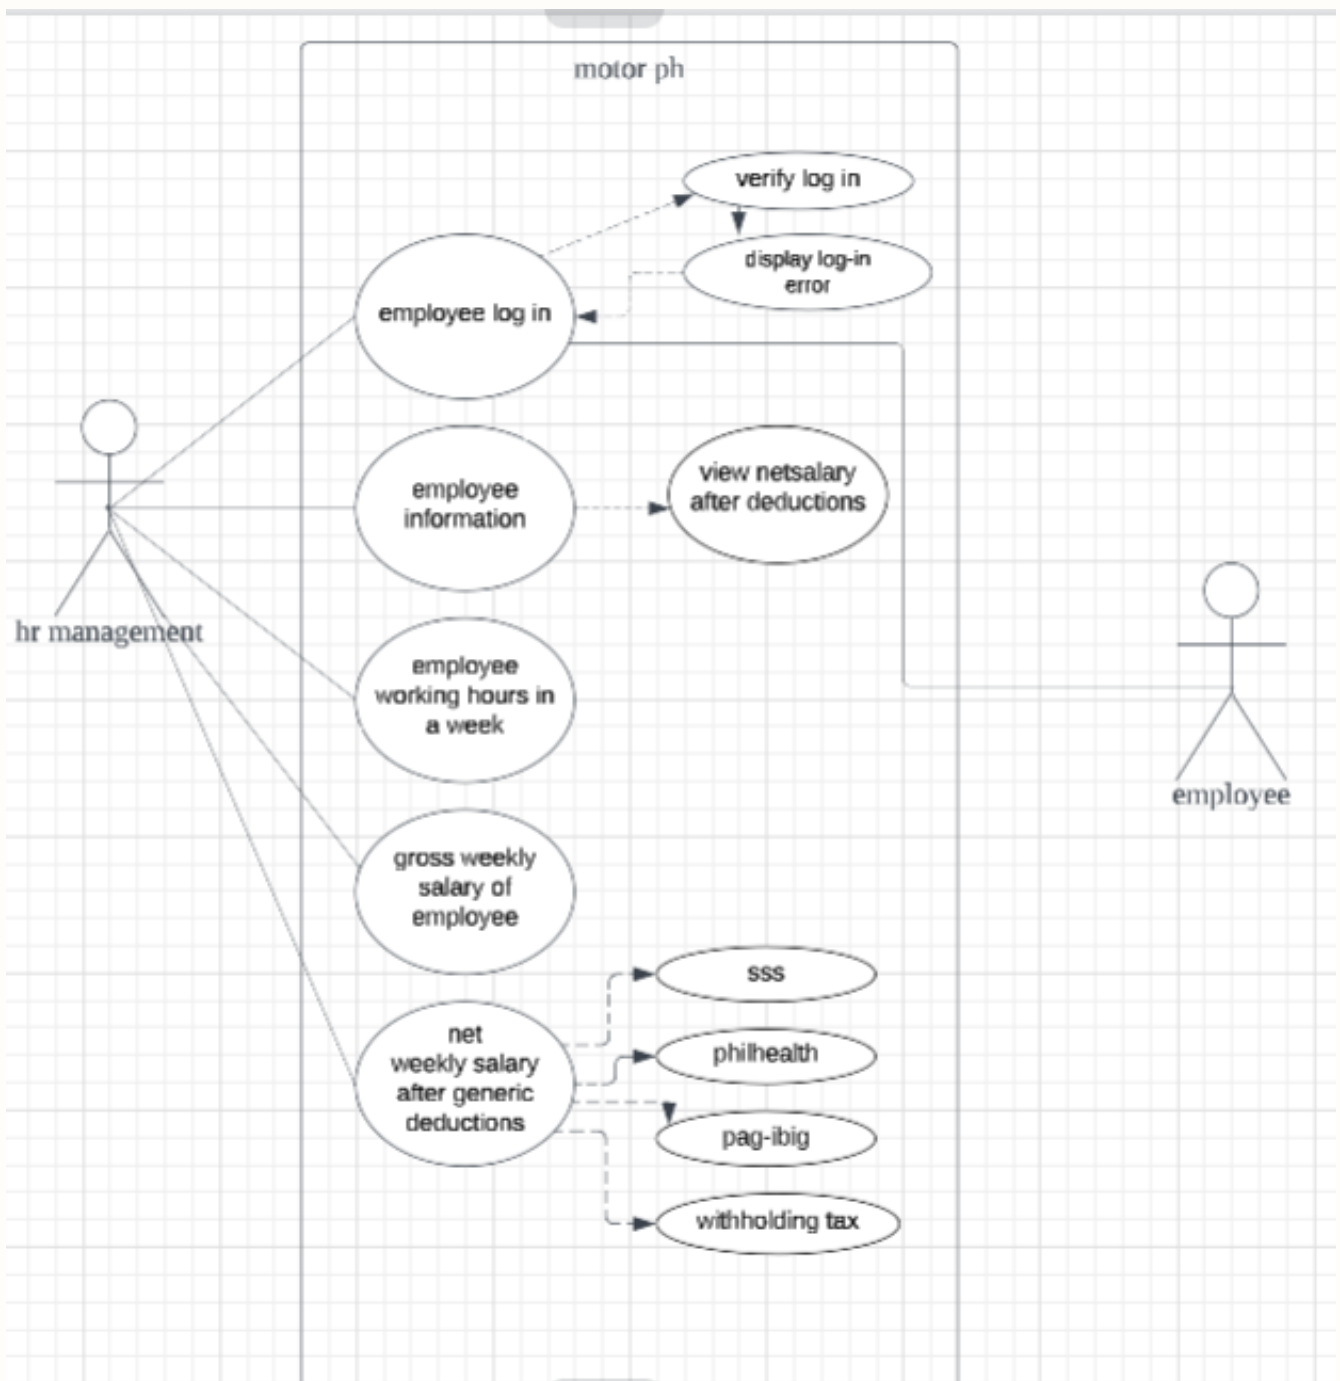 motor ph
verify log in
display log-in
error
employee log in
view netsalary
after deductions
employee
information
hr management
employee
working hours in
a week
employee
gross weekly
salary of
employee
sss
net
weekly salary
after generic
deductions
philhealth
pag-ibig
withholding tax